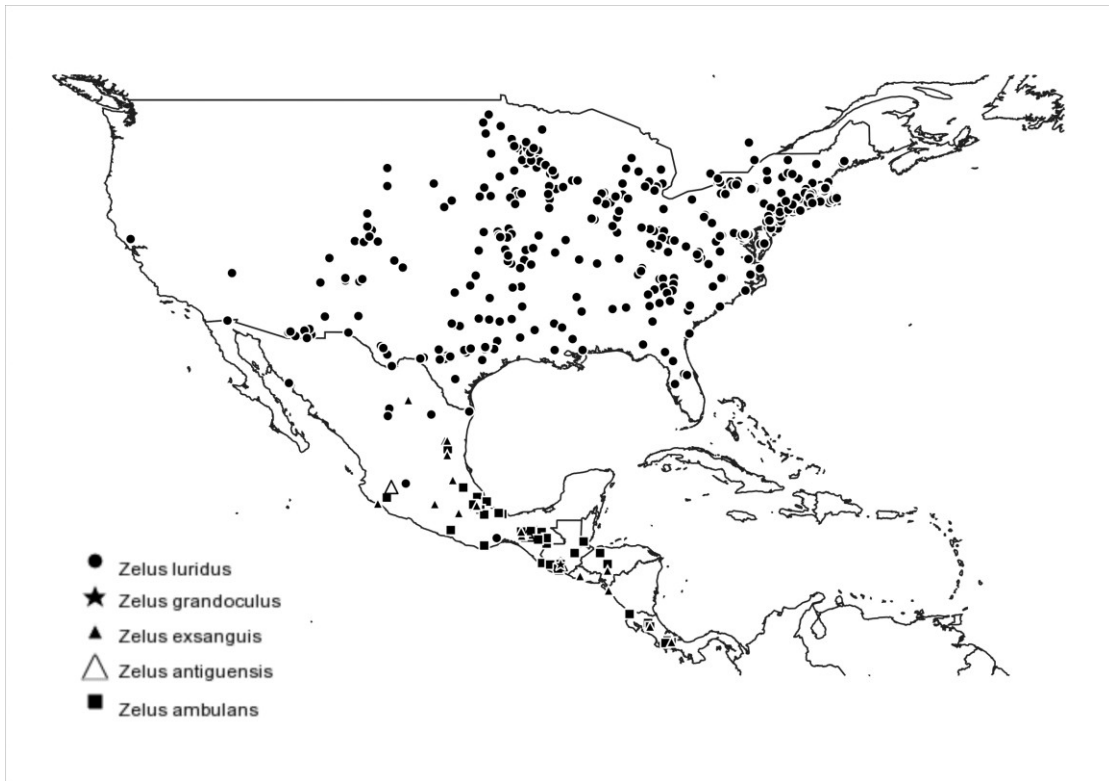 Zelus luridus
Zelus grandoculus
Zelus exsanguis
Zelus antiguensis
Zelus ambulans